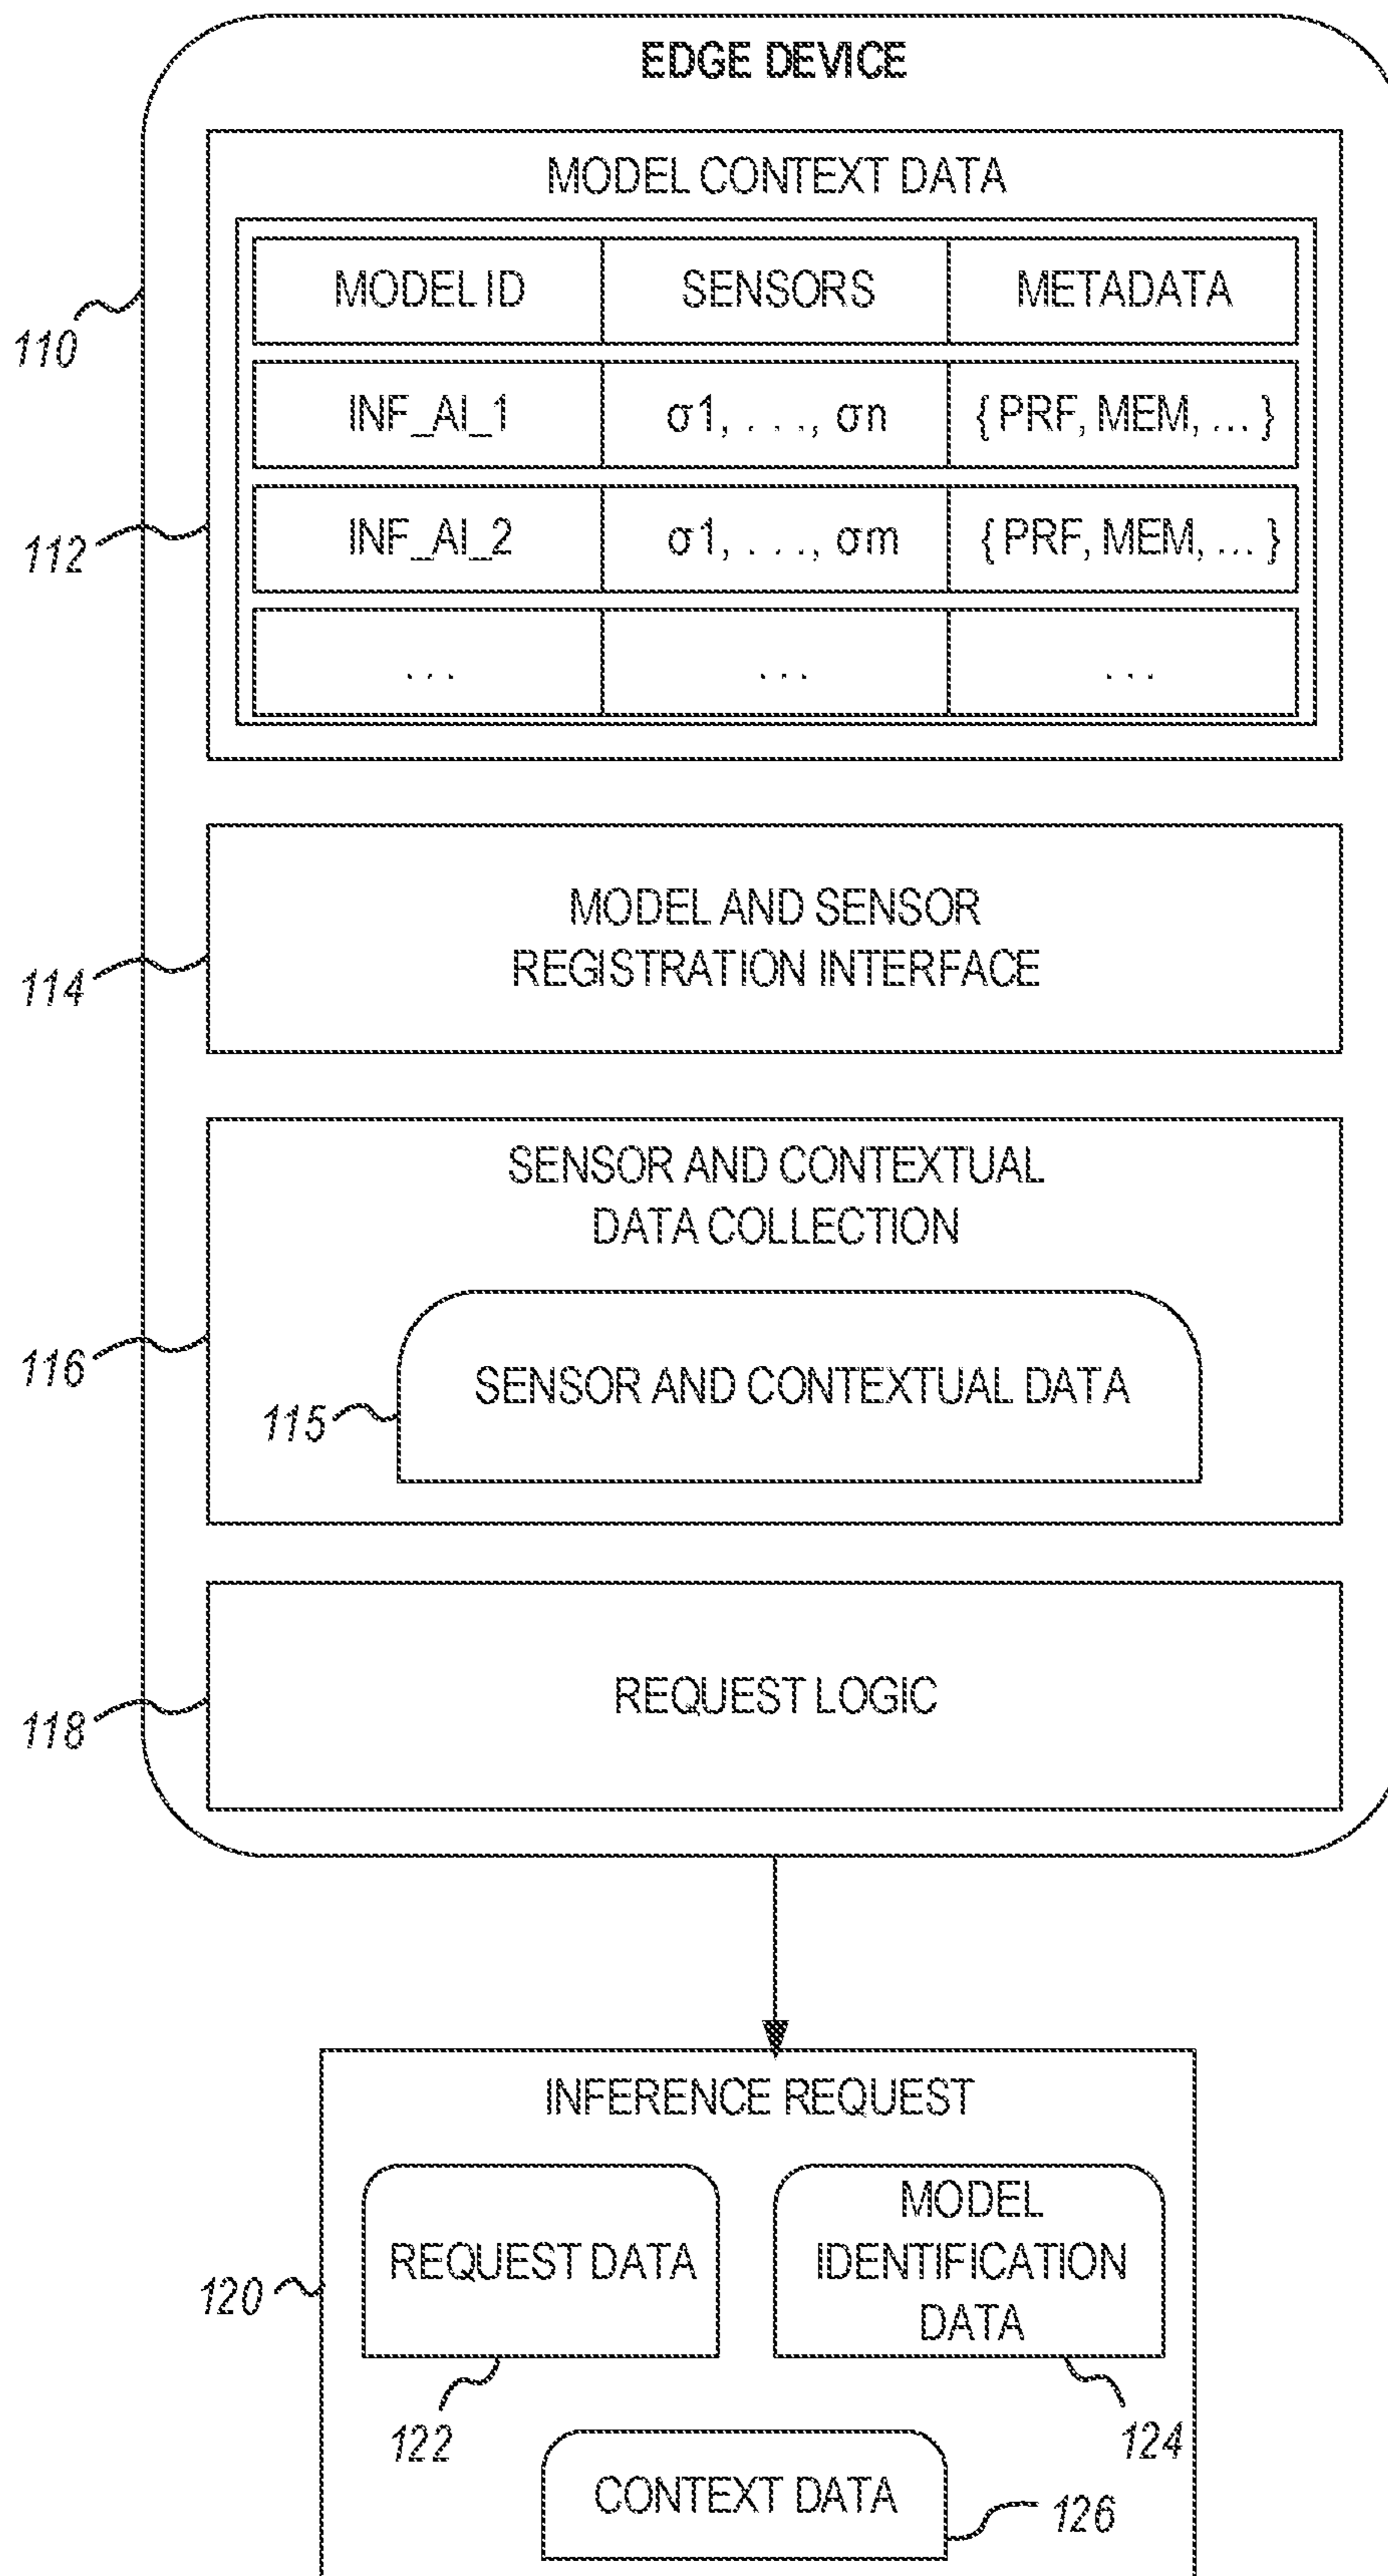 EDGE DEVICE
MODEL CONTEXT DATA
MODEL ID SENSORS METADATA
110
INF_AI_1 σ1, . . ., σn { PRF, MEM, ... }
112
INF_AI_2 σ1, . . ., σm { PRF, MEM, ... }
. . . . . . . . .
MODEL AND SENSOR
REGISTRATION INTERFACE
114
SENSOR AND CONTEXTUAL
DATA COLLECTION
116
SENSOR AND CONTEXTUAL DATA
115
REQUEST LOGIC
118
INFERENCE REQUEST
REQUEST DATA
MODEL
IDENTIFICATION
DATA
120
122
124
CONTEXT DATA
126